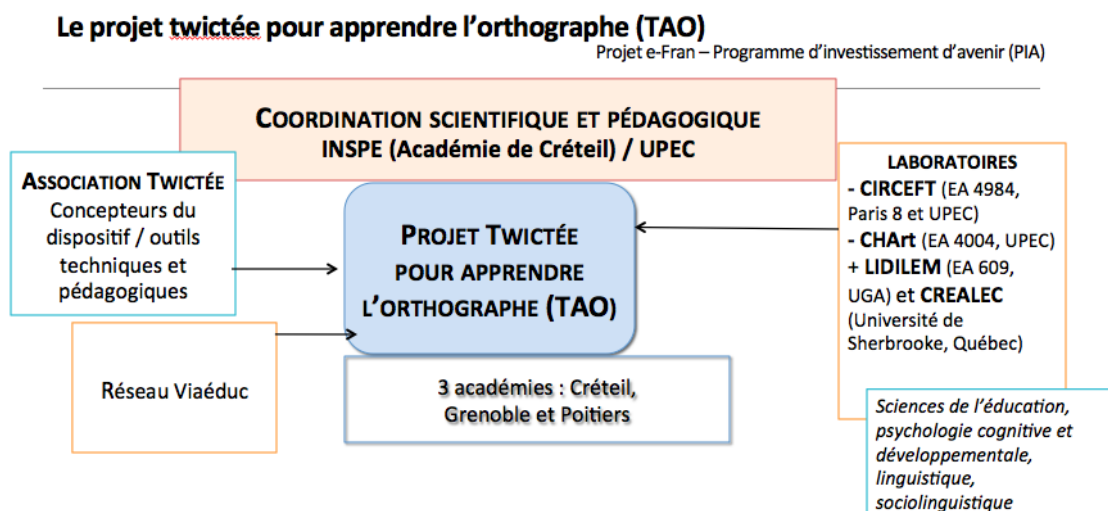 Le projet twictée pour apprendre l’orthographe (TAO)
Projet e-Fran – Programme d’investissement d’avenir (PIA)
COORDINATION SCIENTIFIQUE ET PÉDAGOGIQUE
INSPE (Académie de Créteil) / UPEC
ASSOCIATION TWICTÉE
Concepteurs du
dispositif / outils
techniques et
pédagogiques
Réseau Viaéduc
PROJET TWICTÉE
POUR APPRENDRE
L’ORTHOGRAPHE (TAO)
3 académies : Créteil,
Grenoble et Poitiers
LABORATOIRES
- CIRCEFT (EA 4984,
Paris 8 et UPEC)
- CHArt (EA 4004, UPEC)
+ LIDILEM (EA 609,
UGA) et CREALEC
(Université de
Sherbrooke, Québec)
Sciences de l’éducation,
psychologie cognitive et
développementale,
linguistique,
sociolinguistique